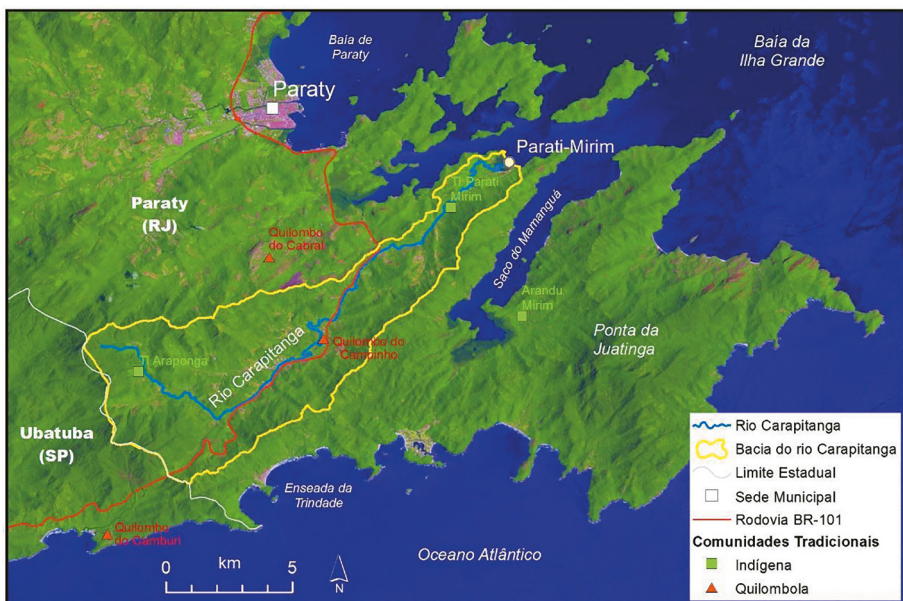 Baía de
Paraty
Baía da
Ilha Grande
Paraty
Parati-Mirim
TI Parati
Mirim
Paraty
(RJ)
Quilombo
do Cabral
Saco do Mamanguá
Arandu
Mirim
Ponta da
Juatinga
Quilombo do
Campinho
Rio Carapitanga
TI Araponga
Ubatuba
(SP)
Enseada da
Trindade
Quilombo
do Camburi
Oceano Atlântico
km
0
5
N
Rio Carapitanga
Bacia do rio Carapitanga
Limite Estadual
Sede Municipal
Rodovia BR-101
Comunidades Tradicionais
Indígena
Quilombola